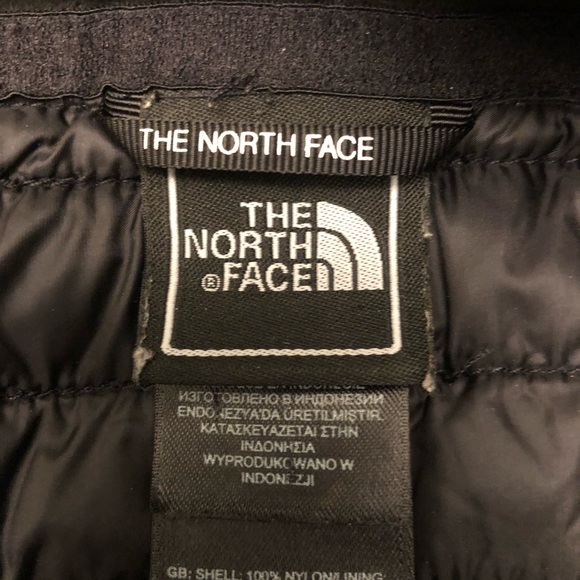 THE NORTH FACE
THE
NORTH
®FACE
ИЗГОТОВЛЕНО В ИНДОНЕЗИИ
ENDONEZYA'DA ÜRETILMIŞTIR.
ΚΑΤΑΣΚΕΥΑΖΕΤΑΙ ΣΤΗΝ
ΙΝΔΟΝΗΣΙΑ
WYPRODUKOWANO W
INDONEZJI
GB: SHELL: 100% NYLON/LINING: